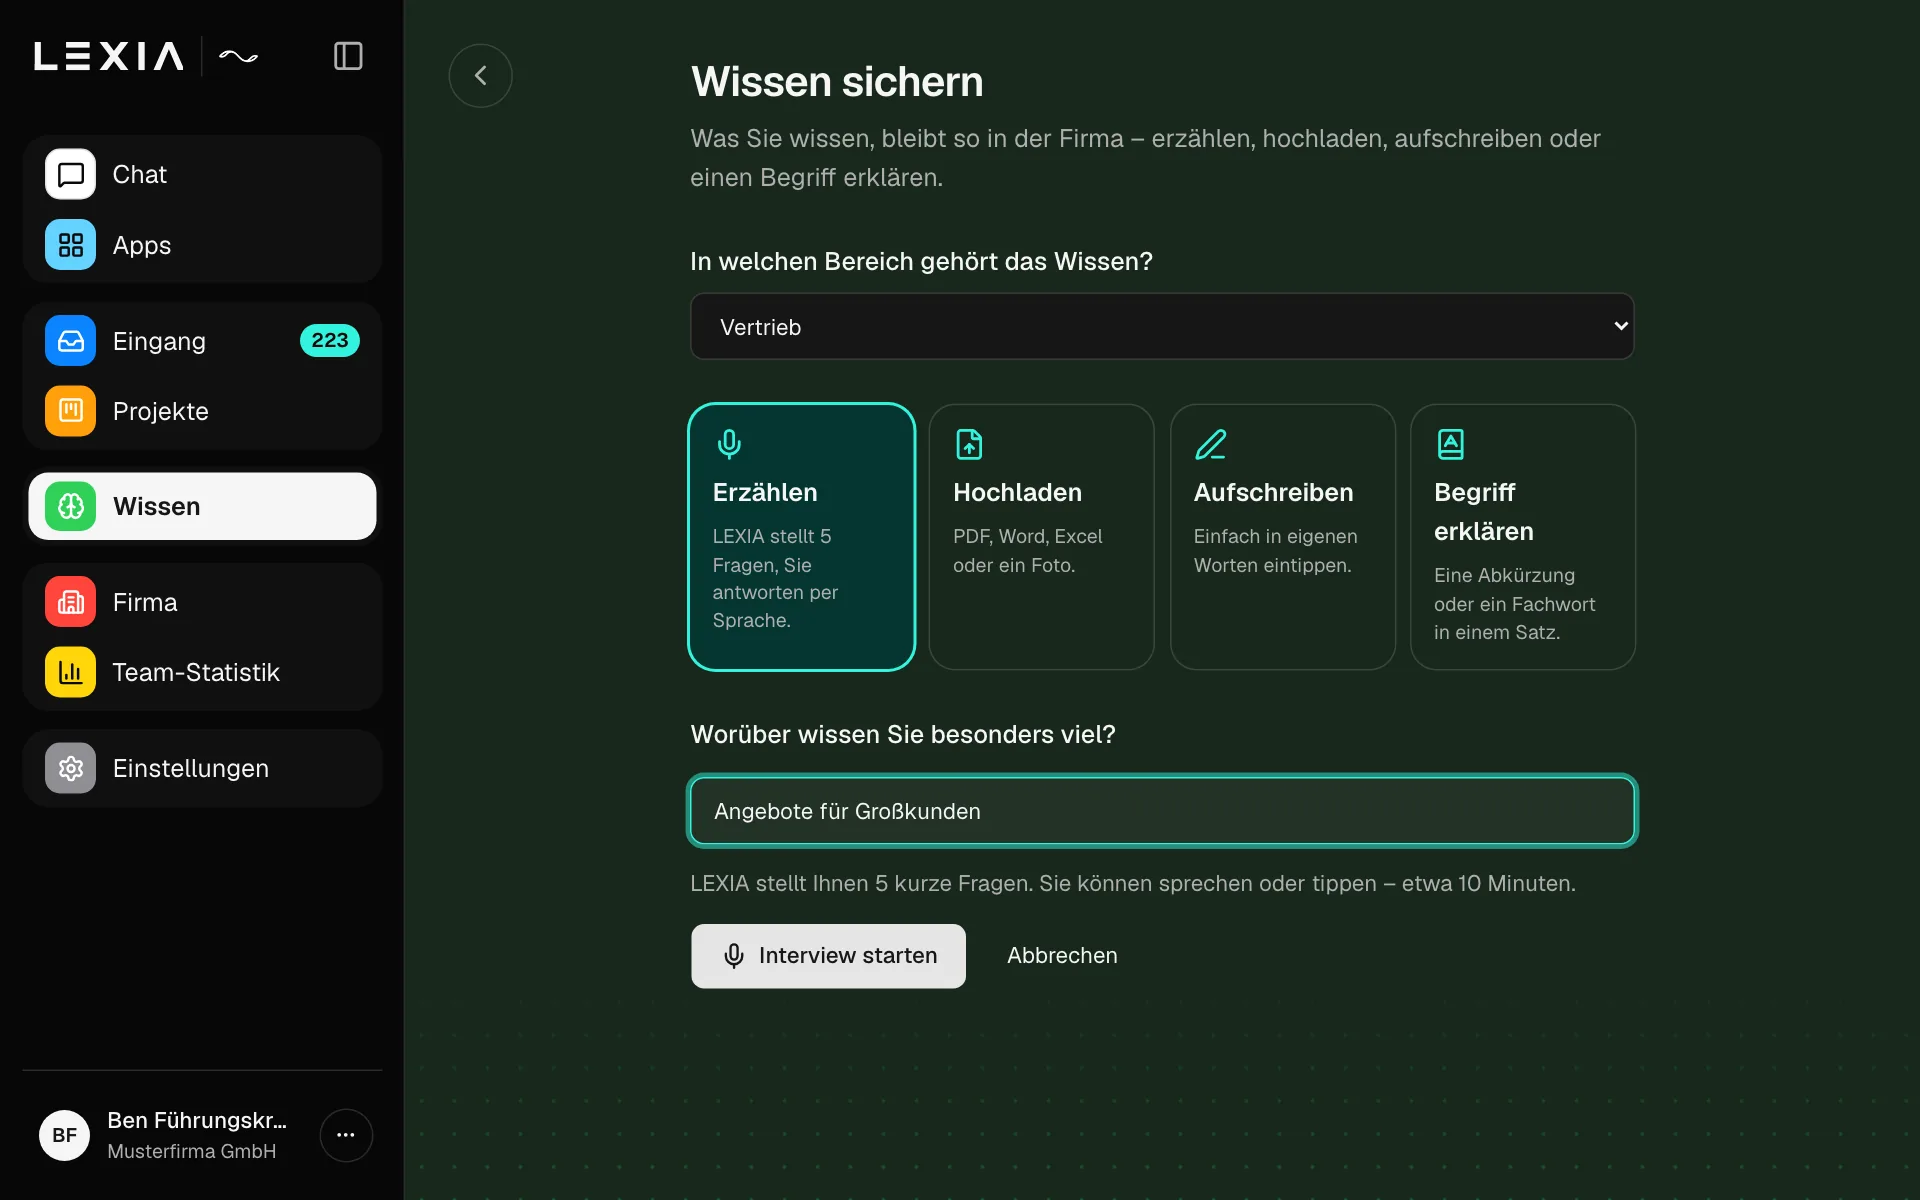 LEXIA
Chat
Apps
Eingang 223
Projekte
Wissen
Firma
Team-Statistik
Einstellungen
BF
Ben Führungskr...
Musterfirma GmbH
Wissen sichern
Was Sie wissen, bleibt so in der Firma – erzählen, hochladen, aufschreiben oder
einen Begriff erklären.
In welchen Bereich gehört das Wissen?
Vertrieb
Erzählen
LEXIA stellt 5
Fragen, Sie
antworten per
Sprache.
Hochladen
PDF, Word, Excel
oder ein Foto.
Aufschreiben
Einfach in eigenen
Worten eintippen.
Begriff
erklären
Eine Abkürzung
oder ein Fachwort
in einem Satz.
Worüber wissen Sie besonders viel?
Angebote für Großkunden
LEXIA stellt Ihnen 5 kurze Fragen. Sie können sprechen oder tippen – etwa 10 Minuten.
Interview starten
Abbrechen